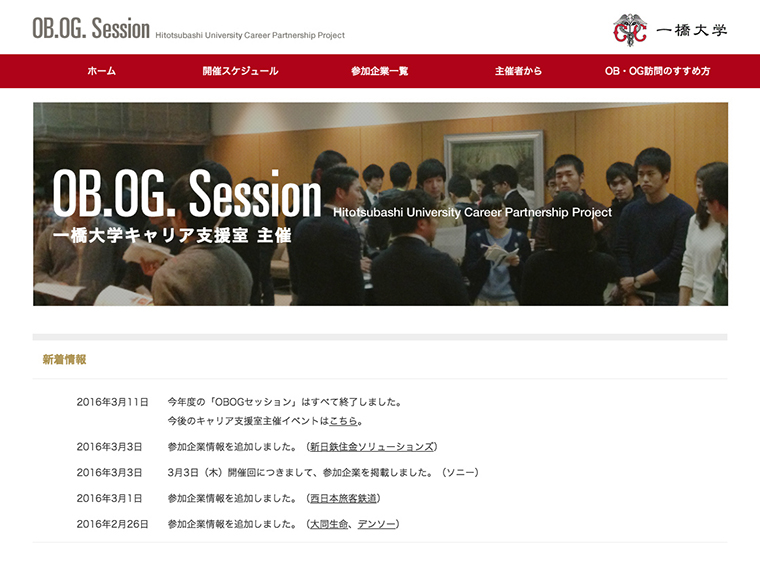 OB.OG. Session Hitotsubashi University Career Partnership Project
一橋大学
ホーム 開催スケジュール 参加企業一覧 主催者から OB・OG訪問のすすめ方
OB.OG. Session Hitotsubashi University Career Partnership Project
一橋大学キャリア支援室 主催
新着情報
2016年3月11日 今年度の「OBOGセッション」はすべて終了しました。
今後のキャリア支援室主催イベントはこちら。
2016年3月3日 参加企業情報を追加しました。（新日鉄住金ソリューションズ）
2016年3月3日 3月3日（木）開催回につきまして、参加企業を掲載しました。（ソニー）
2016年3月1日 参加企業情報を追加しました。（西日本旅客鉄道）
2016年2月26日 参加企業情報を追加しました。（大同生命、デンソー）